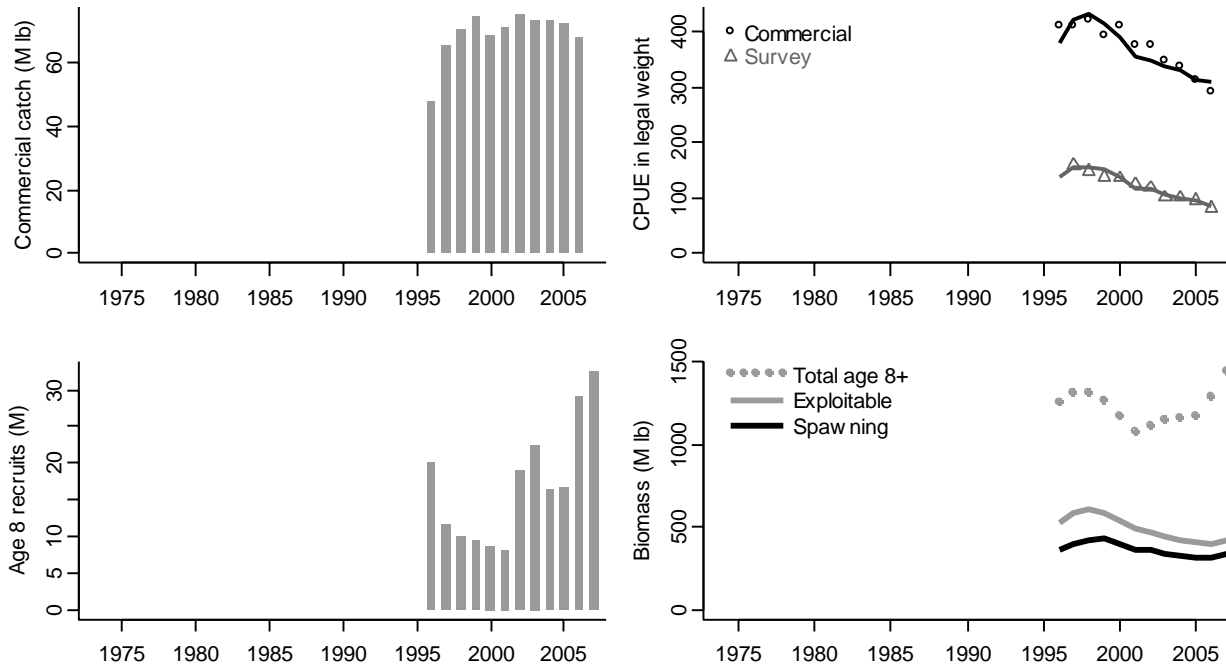 Commercial catch (M lb)
0 20 40 60
1975 1980 1985 1990 1995 2000 2005
CPUE in legal weight
0 100 200 300 400
Commercial
Survey
1975 1980 1985 1990 1995 2000 2005
Age 8 recruits (M)
0 5 10 20 30
1975 1980 1985 1990 1995 2000 2005
Biomass (M lb)
0 500 1000 1500
Total age 8+
Exploitable
Spaw ning
1975 1980 1985 1990 1995 2000 2005